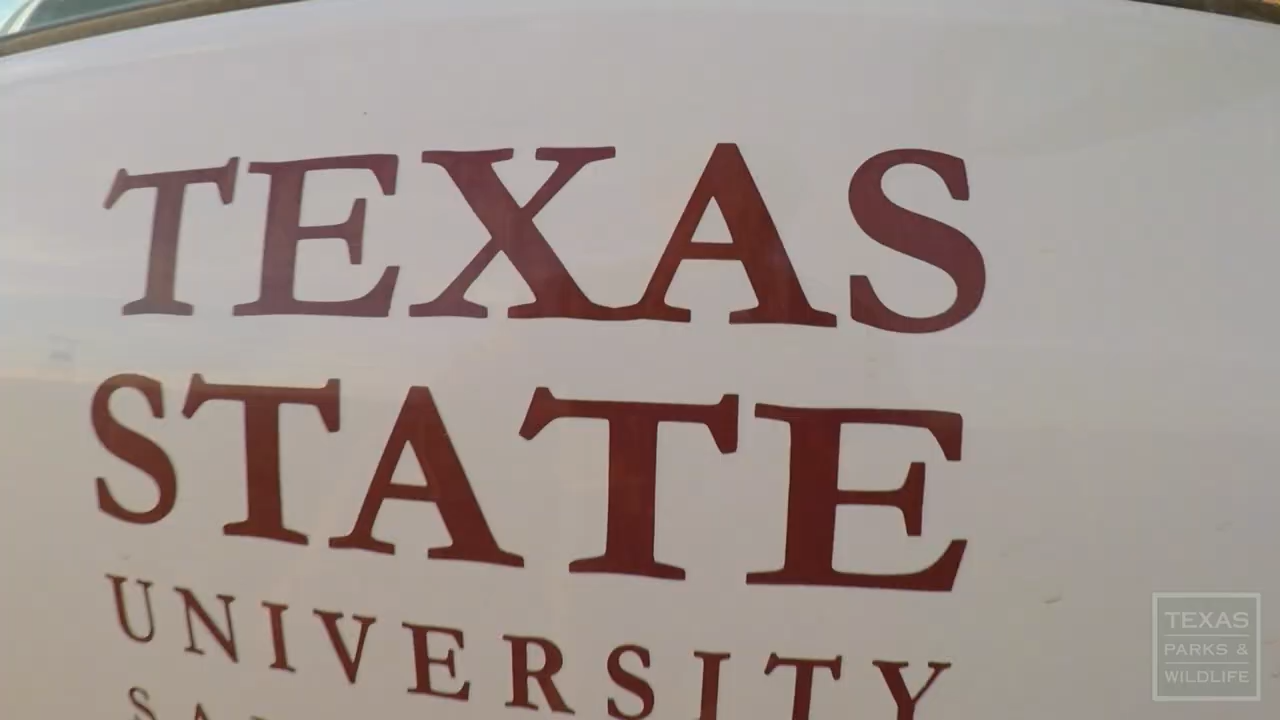 TEXAS
STATE
UNIVERSITY
TEXAS
PARKS &
WILDLIFE